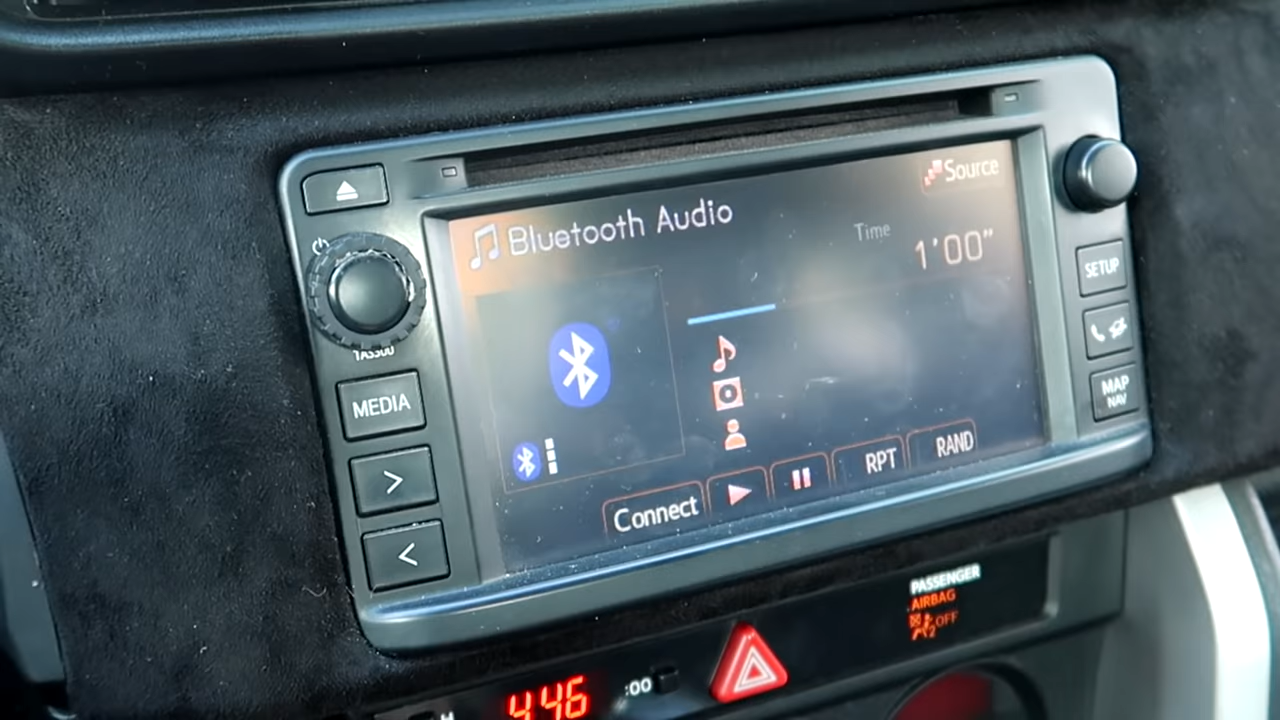 Source
Bluetooth Audio
Time
1'00"
SETUP
MEDIA
MAP
NAV
>
<
Connect
RPT
RAND
PASSENGER
AIRBAG
OFF
2
4:46
:00
H